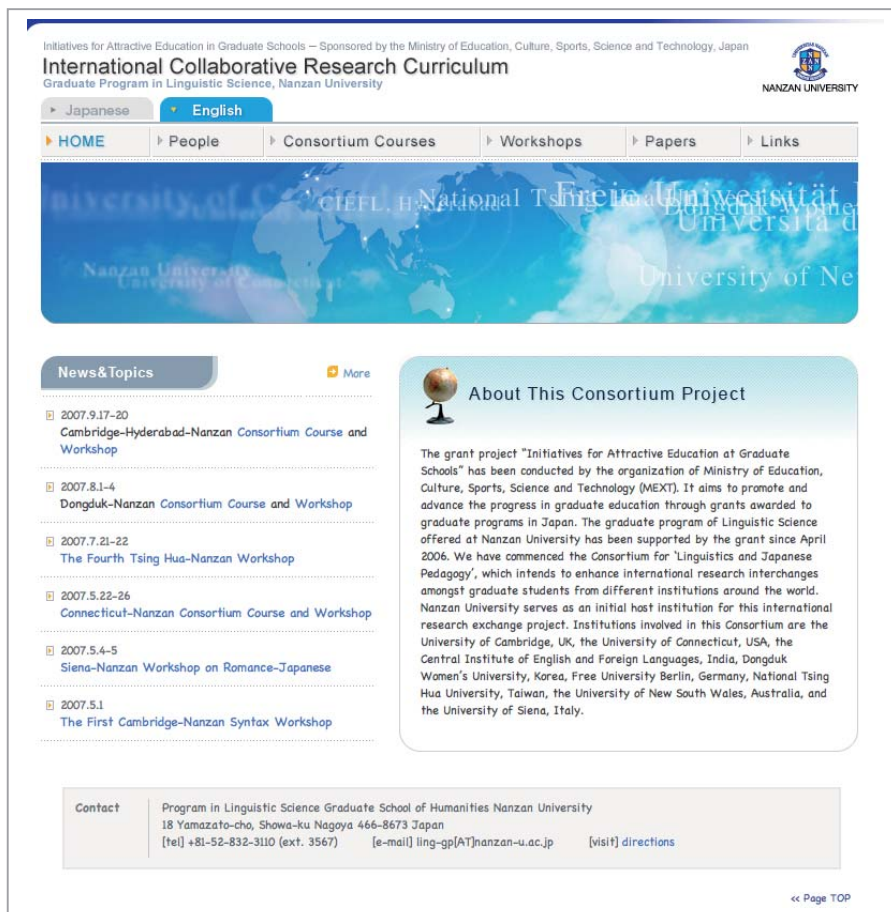 Initiatives for Attractive Education in Graduate Schools — Sponsored by the Ministry of Education, Culture, Sports, Science and Technology, Japan
International Collaborative Research Curriculum
Graduate Program in Linguistic Science, Nanzan University
NANZAN UNIVERSITY
Japanese
English
HOME
People
Consortium Courses
Workshops
Papers
Links
University of
CIEFL, Hyderabad
National Tsing
Freie Universität
Dongduk Wome
Università d
Nanzan University
University of Connecticut
University of Ne
News&Topics
More
2007.9.17-20
Cambridge-Hyderabad-Nanzan Consortium Course and
Workshop
2007.8.1-4
Dongduk-Nanzan Consortium Course and Workshop
2007.7.21-22
The Fourth Tsing Hua-Nanzan Workshop
2007.5.22-26
Connecticut-Nanzan Consortium Course and Workshop
2007.5.4-5
Siena-Nanzan Workshop on Romance-Japanese
2007.5.1
The First Cambridge-Nanzan Syntax Workshop
About This Consortium Project
The grant project "Initiatives for Attractive Education at Graduate
Schools" has been conducted by the organization of Ministry of Education,
Culture, Sports, Science and Technology (MEXT). It aims to promote and
advance the progress in graduate education through grants awarded to
graduate programs in Japan. The graduate program of Linguistic Science
offered at Nanzan University has been supported by the grant since April
2006. We have commenced the Consortium for 'Linguistics and Japanese
Pedagogy', which intends to enhance international research interchanges
amongst graduate students from different institutions around the world.
Nanzan University serves as an initial host institution for this international
research exchange project. Institutions involved in this Consortium are the
University of Cambridge, UK, the University of Connecticut, USA, the
Central Institute of English and Foreign Languages, India, Dongduk
Women's University, Korea, Free University Berlin, Germany, National Tsing
Hua University, Taiwan, the University of New South Wales, Australia, and
the University of Siena, Italy.
Contact
Program in Linguistic Science Graduate School of Humanities Nanzan University
18 Yamazato-cho, Showa-ku Nagoya 466-8673 Japan
[tel] +81-52-832-3110 (ext. 3567) [e-mail] ling-gp[AT]nanzan-u.ac.jp [visit] directions
<< Page TOP